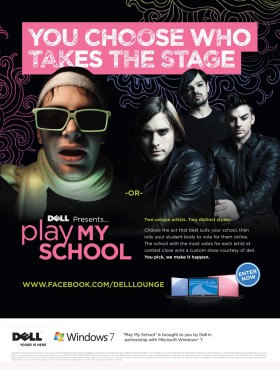 YOU CHOOSE WHO
TAKES THE STAGE
-OR-
DELL Presents...
play MY
SCHOOL
Two unique artists. Two distinct styles.
Choose the act that best suits your school, then
rally your student body to vote for them online.
The school with the most votes for each artist at
contest close wins a custom show courtesy of dell.
You pick, we make it happen.
ENTER
NOW
WWW.FACEBOOK.COM/DELLLOUNGE
DELL
YOURS IS HERE
Windows 7
"Play My School" is brought to you by Dell in
partnership with Microsoft Windows® 7